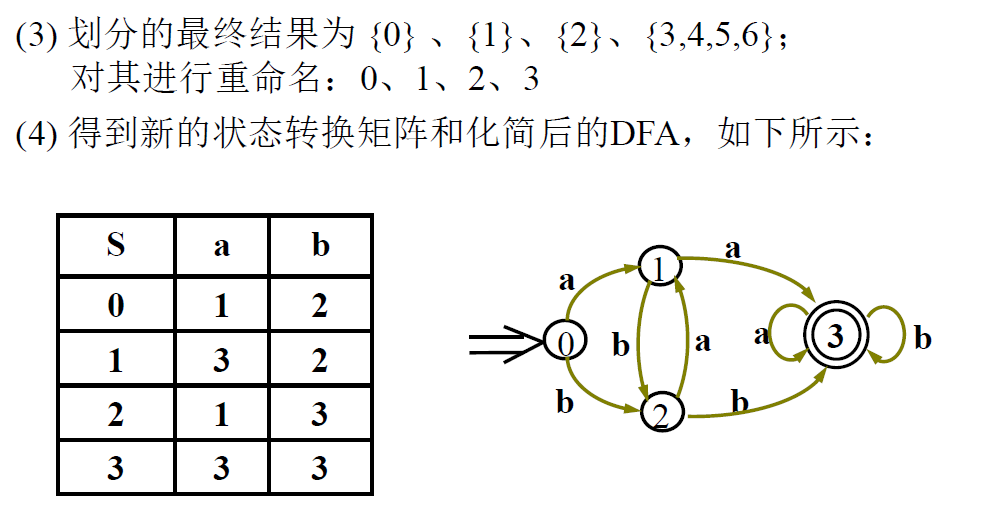 (3) 划分的最终结果为 {0} 、{1}、{2}、{3,4,5,6}；
对其进行重命名：0、1、2、3
(4) 得到新的状态转换矩阵和化简后的DFA，如下所示：
S a b
0 1 2
1 3 2
2 1 3
3 3 3
a
1
a
0
b
a
a
3
b
b
2
b